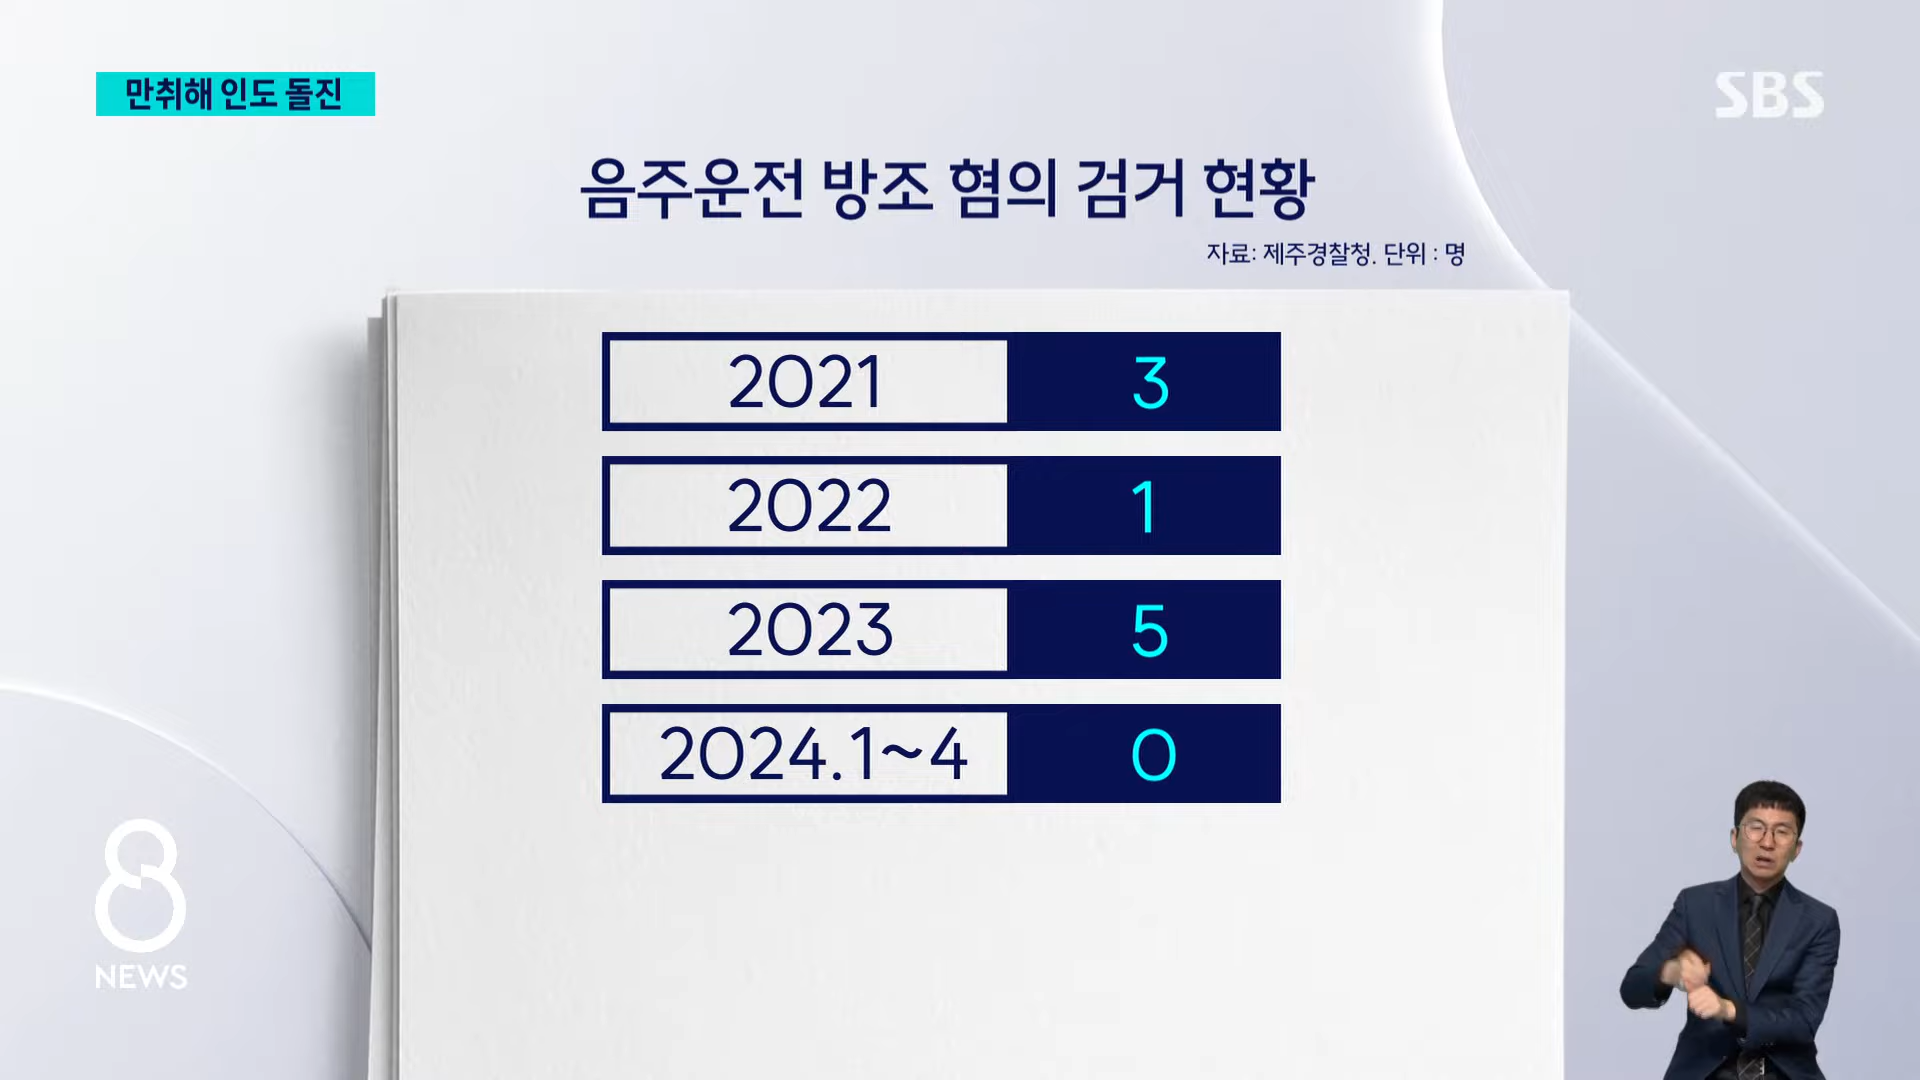 만취해 인도 돌진
SBS
음주운전 방조 혐의 검거 현황
자료: 제주경찰청. 단위 : 명
2021 3
2022 1
2023 5
2024.1~4 0
8
NEWS